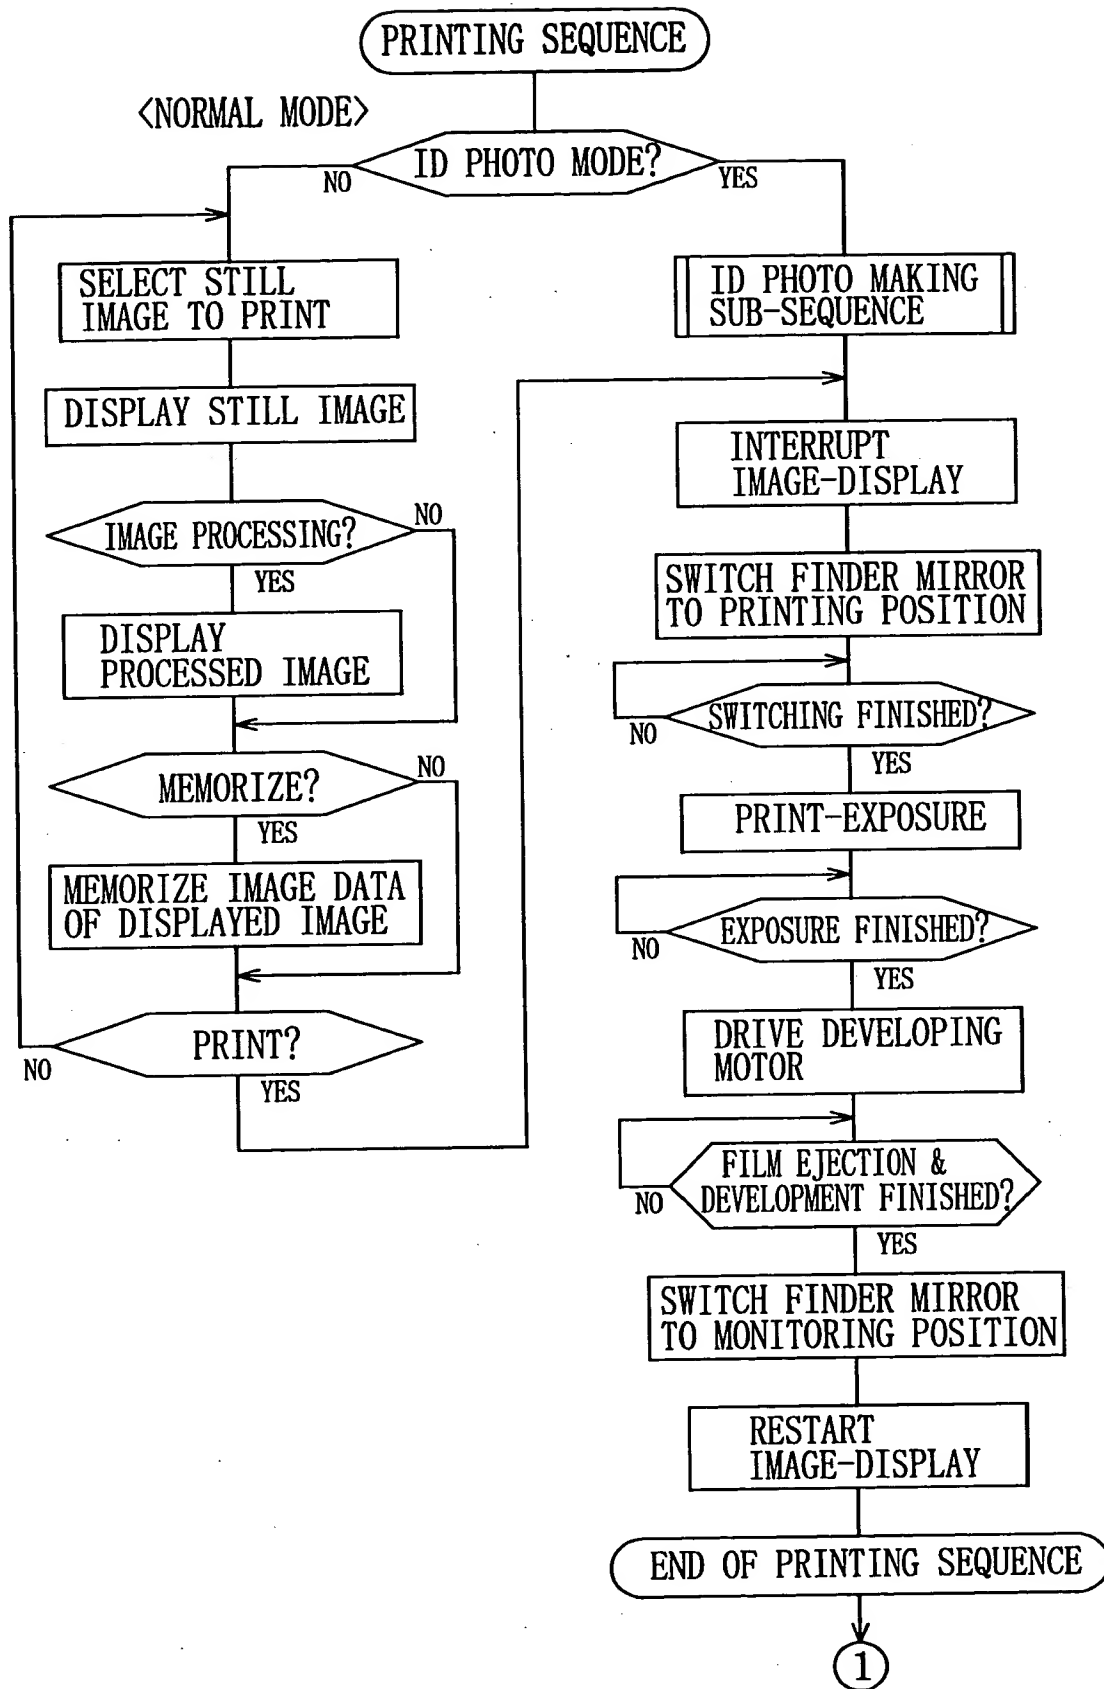 PRINTING SEQUENCE
<NORMAL MODE>
ID PHOTO MODE?
NO
YES
SELECT STILL
IMAGE TO PRINT
DISPLAY STILL IMAGE
IMAGE PROCESSING?
NO
YES
DISPLAY
PROCESSED IMAGE
MEMORIZE?
NO
YES
MEMORIZE IMAGE DATA
OF DISPLAYED IMAGE
PRINT?
NO
YES
ID PHOTO MAKING
SUB-SEQUENCE
INTERRUPT
IMAGE-DISPLAY
SWITCH FINDER MIRROR
TO PRINTING POSITION
SWITCHING FINISHED?
NO
YES
PRINT-EXPOSURE
EXPOSURE FINISHED?
NO
YES
DRIVE DEVELOPING
MOTOR
FILM EJECTION &
DEVELOPMENT FINISHED?
NO
YES
SWITCH FINDER MIRROR
TO MONITORING POSITION
RESTART
IMAGE-DISPLAY
END OF PRINTING SEQUENCE
1